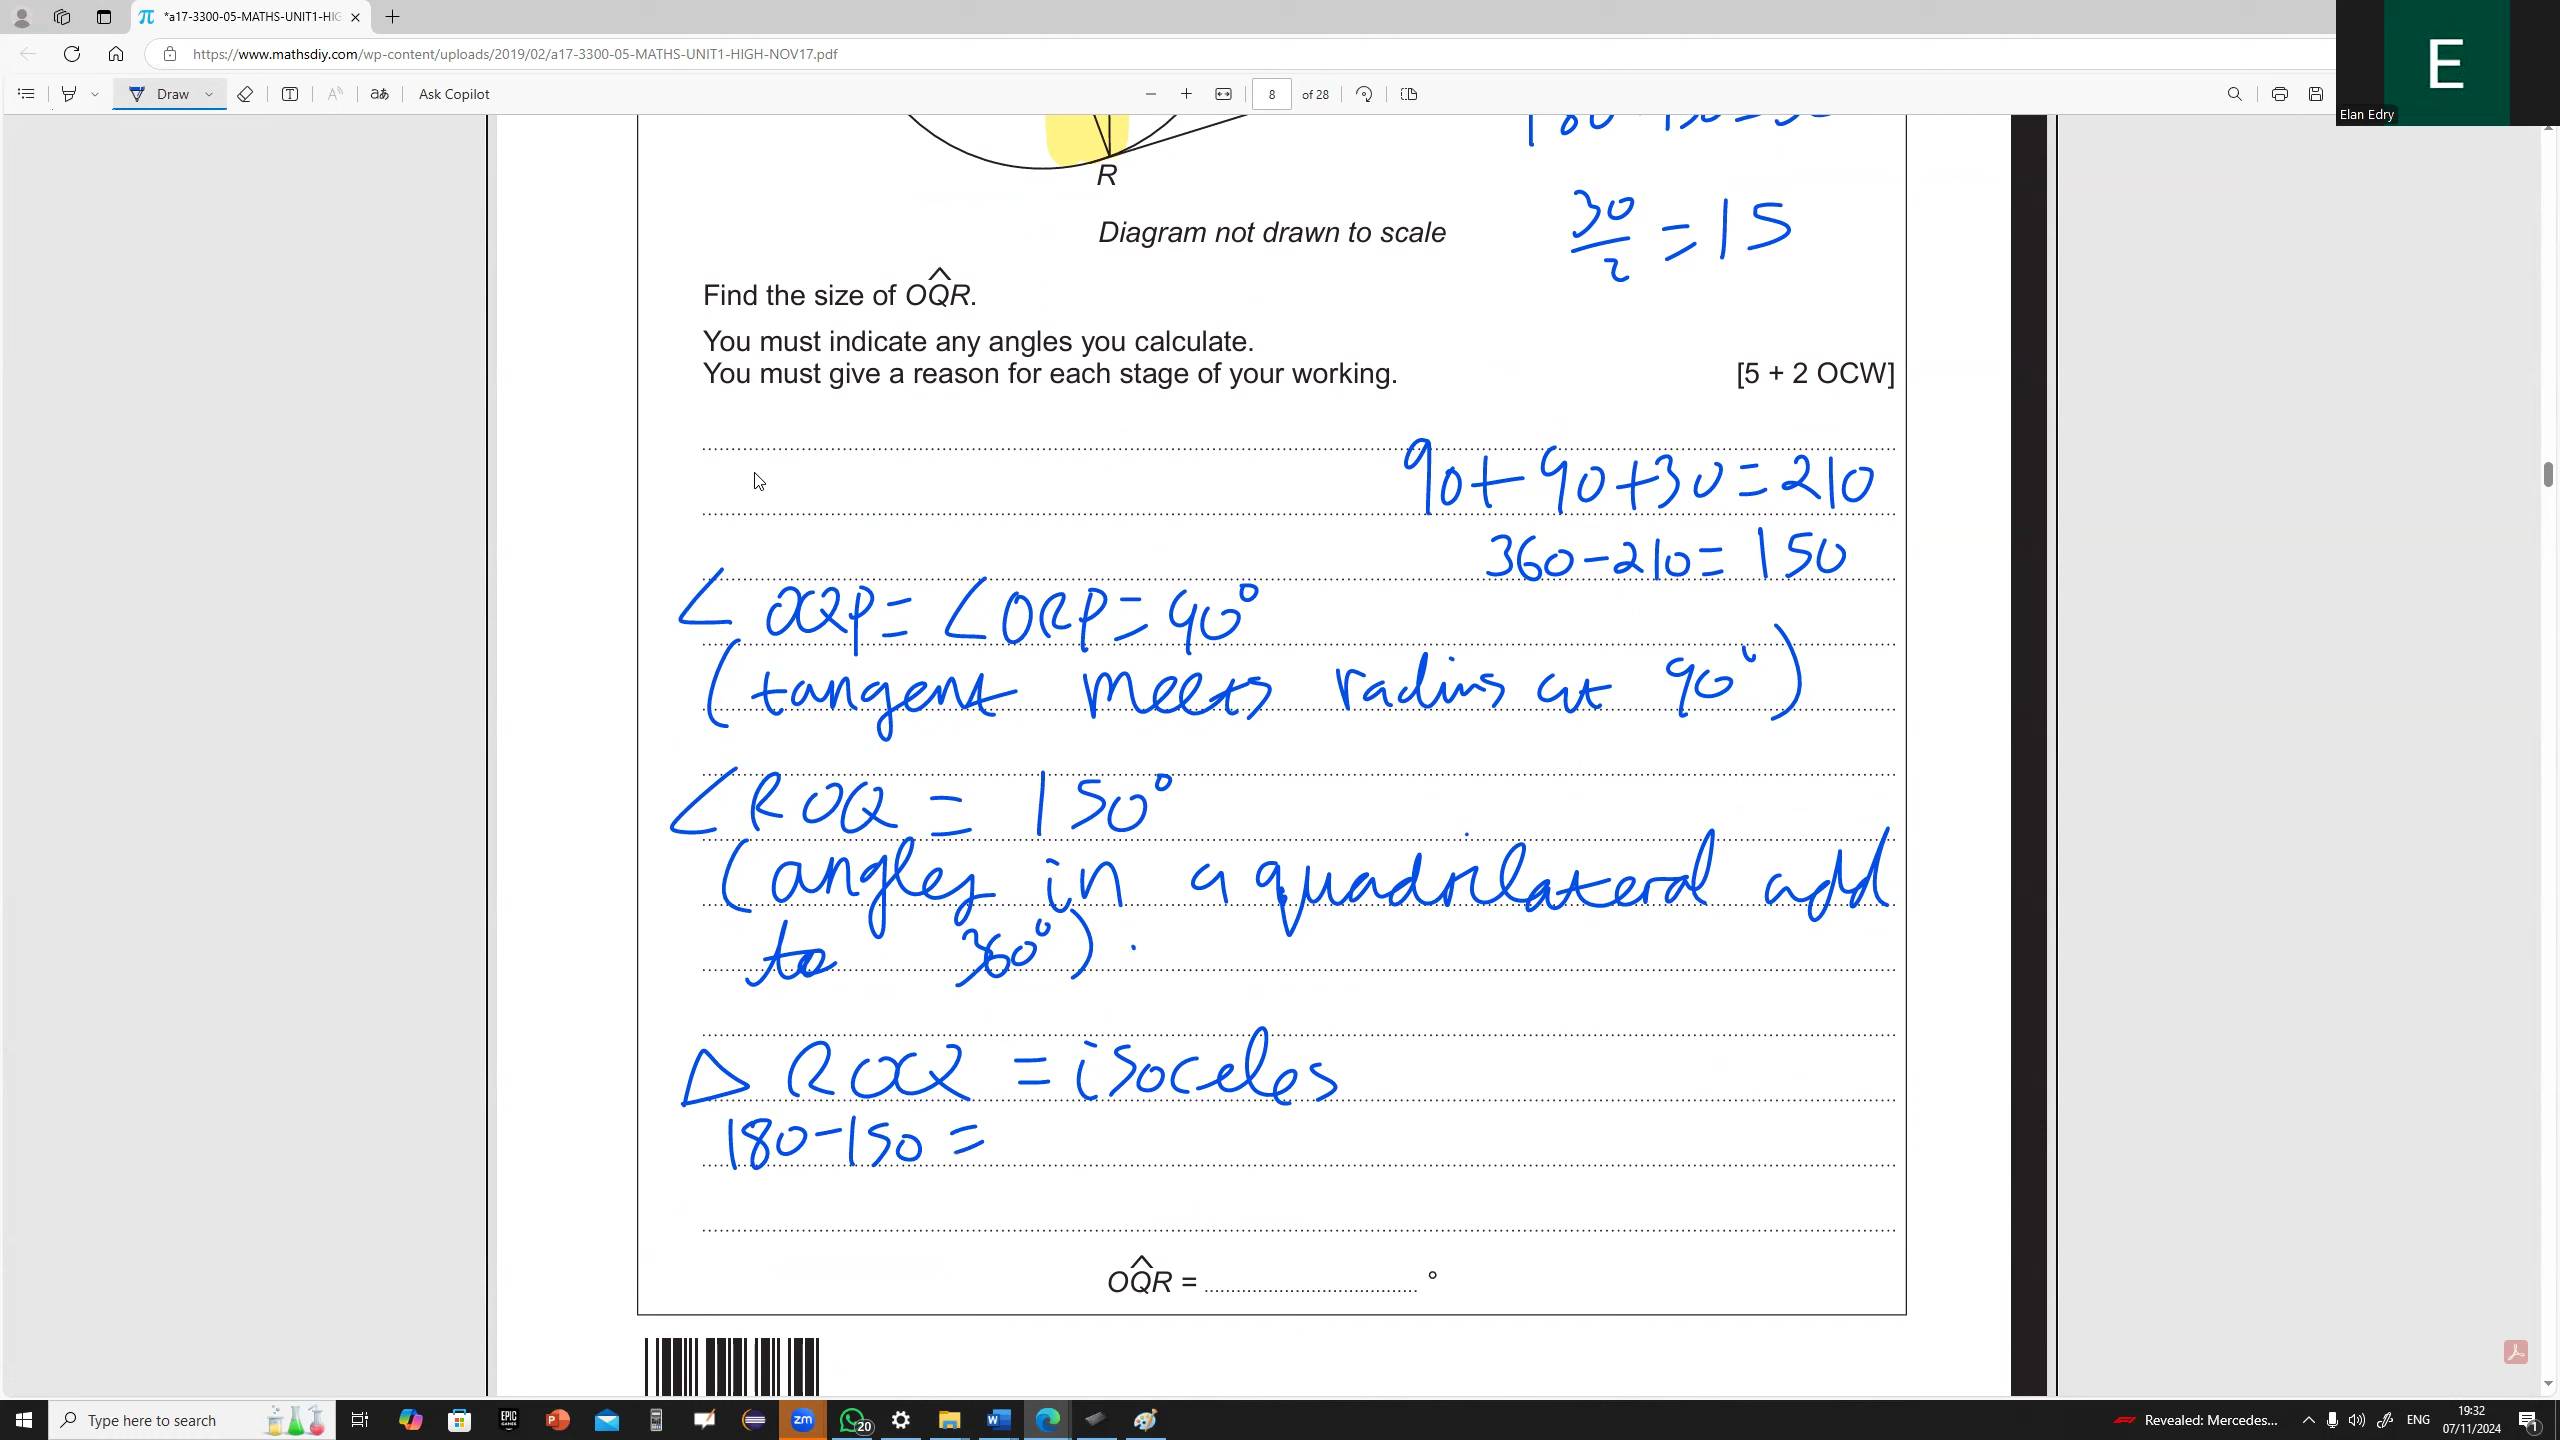 *a17-3300-05-MATHS-UNIT1-HIG
https://www.mathsdiy.com/wp-content/uploads/2019/02/a17-3300-05-MATHS-UNIT1-HIGH-NOV17.pdf
Draw
Ask Copilot
8 of 28
E
Elan Edry
R
Diagram not drawn to scale
30/2 = 15
Find the size of OQ̂R.
You must indicate any angles you calculate.
You must give a reason for each stage of your working. [5 + 2 OCW]
90+90+30=210
360-210=150
∠OQP=∠ORP=90°
(tangent meets radius at 90°)
∠ROQ = 150°
(angles in a quadrilateral add
to 360°).
△ ROQ = isoceles
180-150=
OQ̂R = ...................................... °
Type here to search
zm
20
Revealed: Mercedes...
ENG
19:32
07/11/2024
1